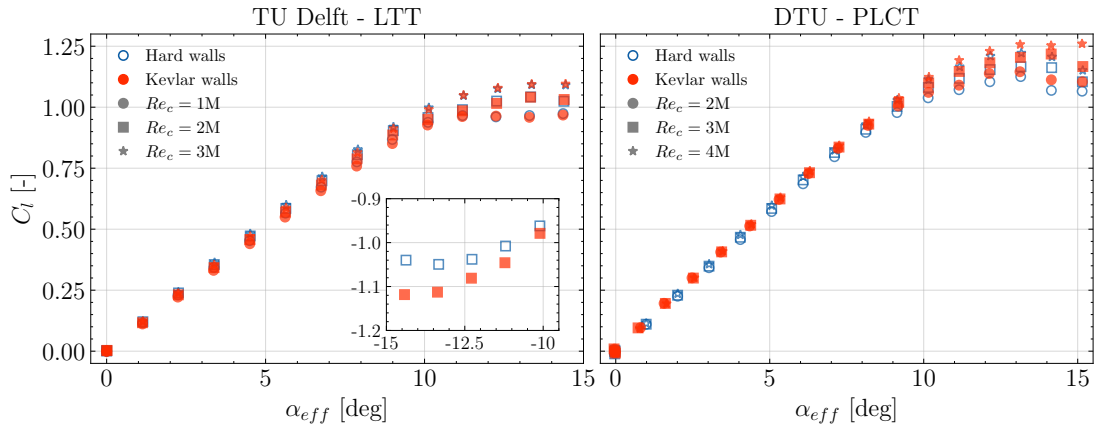 TU Delft - LTT
DTU - PLCT
C_l [-]
1.25
1.00
0.75
0.50
0.25
0.00
Hard walls
Kevlar walls
Re_c = 1M
Re_c = 2M
Re_c = 3M
-0.9
-1.0
-1.1
-1.2
-15
-12.5
-10
0
5
10
15
α_eff [deg]
Hard walls
Kevlar walls
Re_c = 2M
Re_c = 3M
Re_c = 4M
0
5
10
15
α_eff [deg]